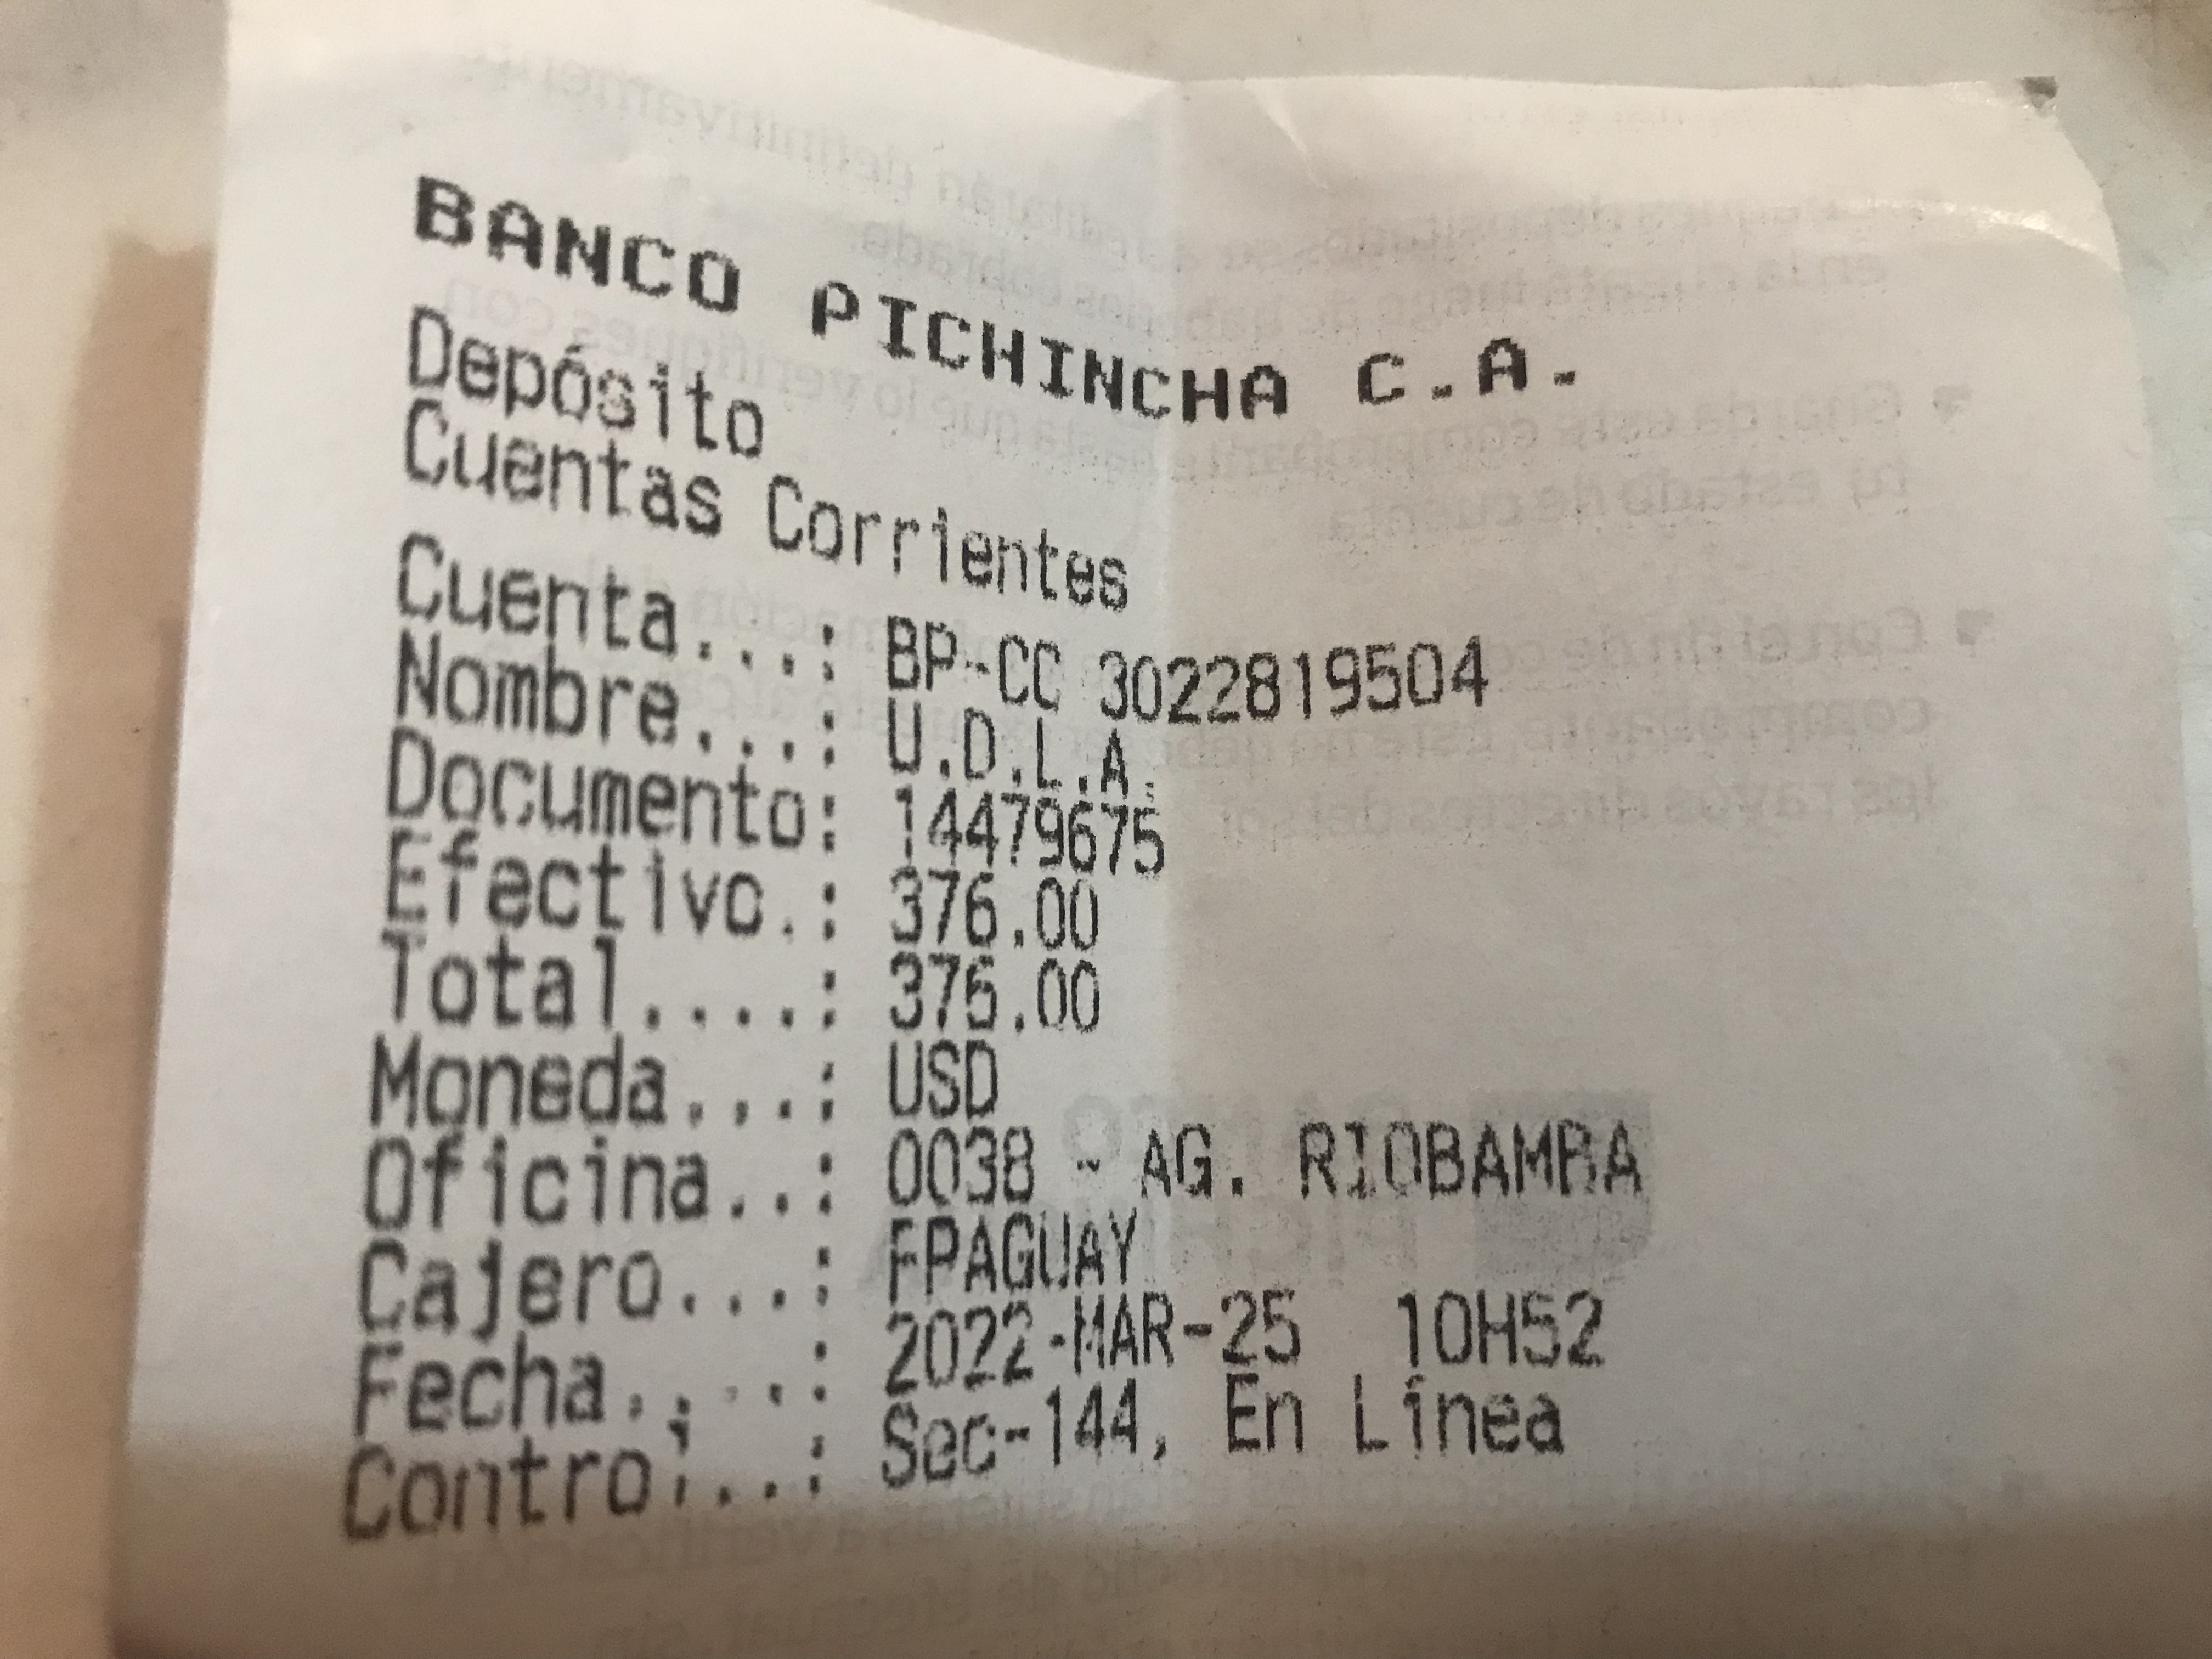 BANCO PICHINCHA C.A.
Depósito
Cuentas Corrientes
Cuenta...: BP-CC 3022819504
Nombre...: U.D.L.A.
Documento: 14479675
Efectivo.: 376.00
Total....: 376.00
Moneda...: USD
Oficina..: 0038 - AG. RIOBAMBA
Cajero...: FPAGUAY
Fecha....: 2022-MAR-25 10H52
Control..: Sec-144, En Línea